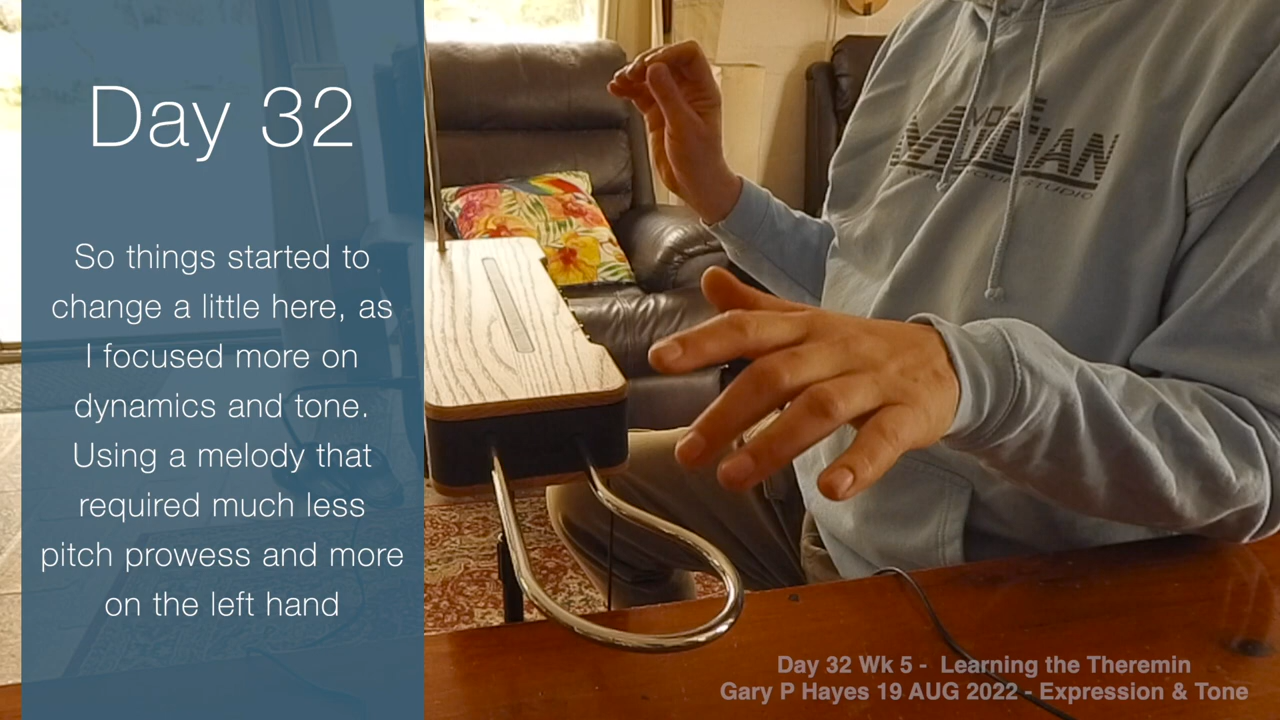 Day 32
So things started to
change a little here, as
I focused more on
dynamics and tone.
Using a melody that
required much less
pitch prowess and more
on the left hand
STUDIO
Day 32 Wk 5 -  Learning the Theremin
Gary P Hayes 19 AUG 2022 - Expression & Tone